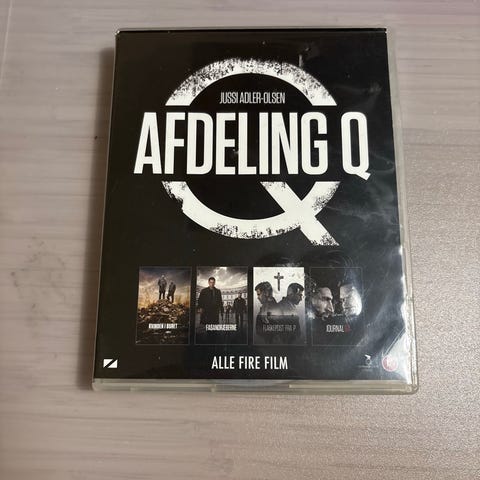 JUSSI ADLER-OLSEN
AFDELING Q
KVINDEN I BURET
FASANDRÆBERNE
FLASKEPOST FRA P
JOURNAL 64
ALLE FIRE FILM